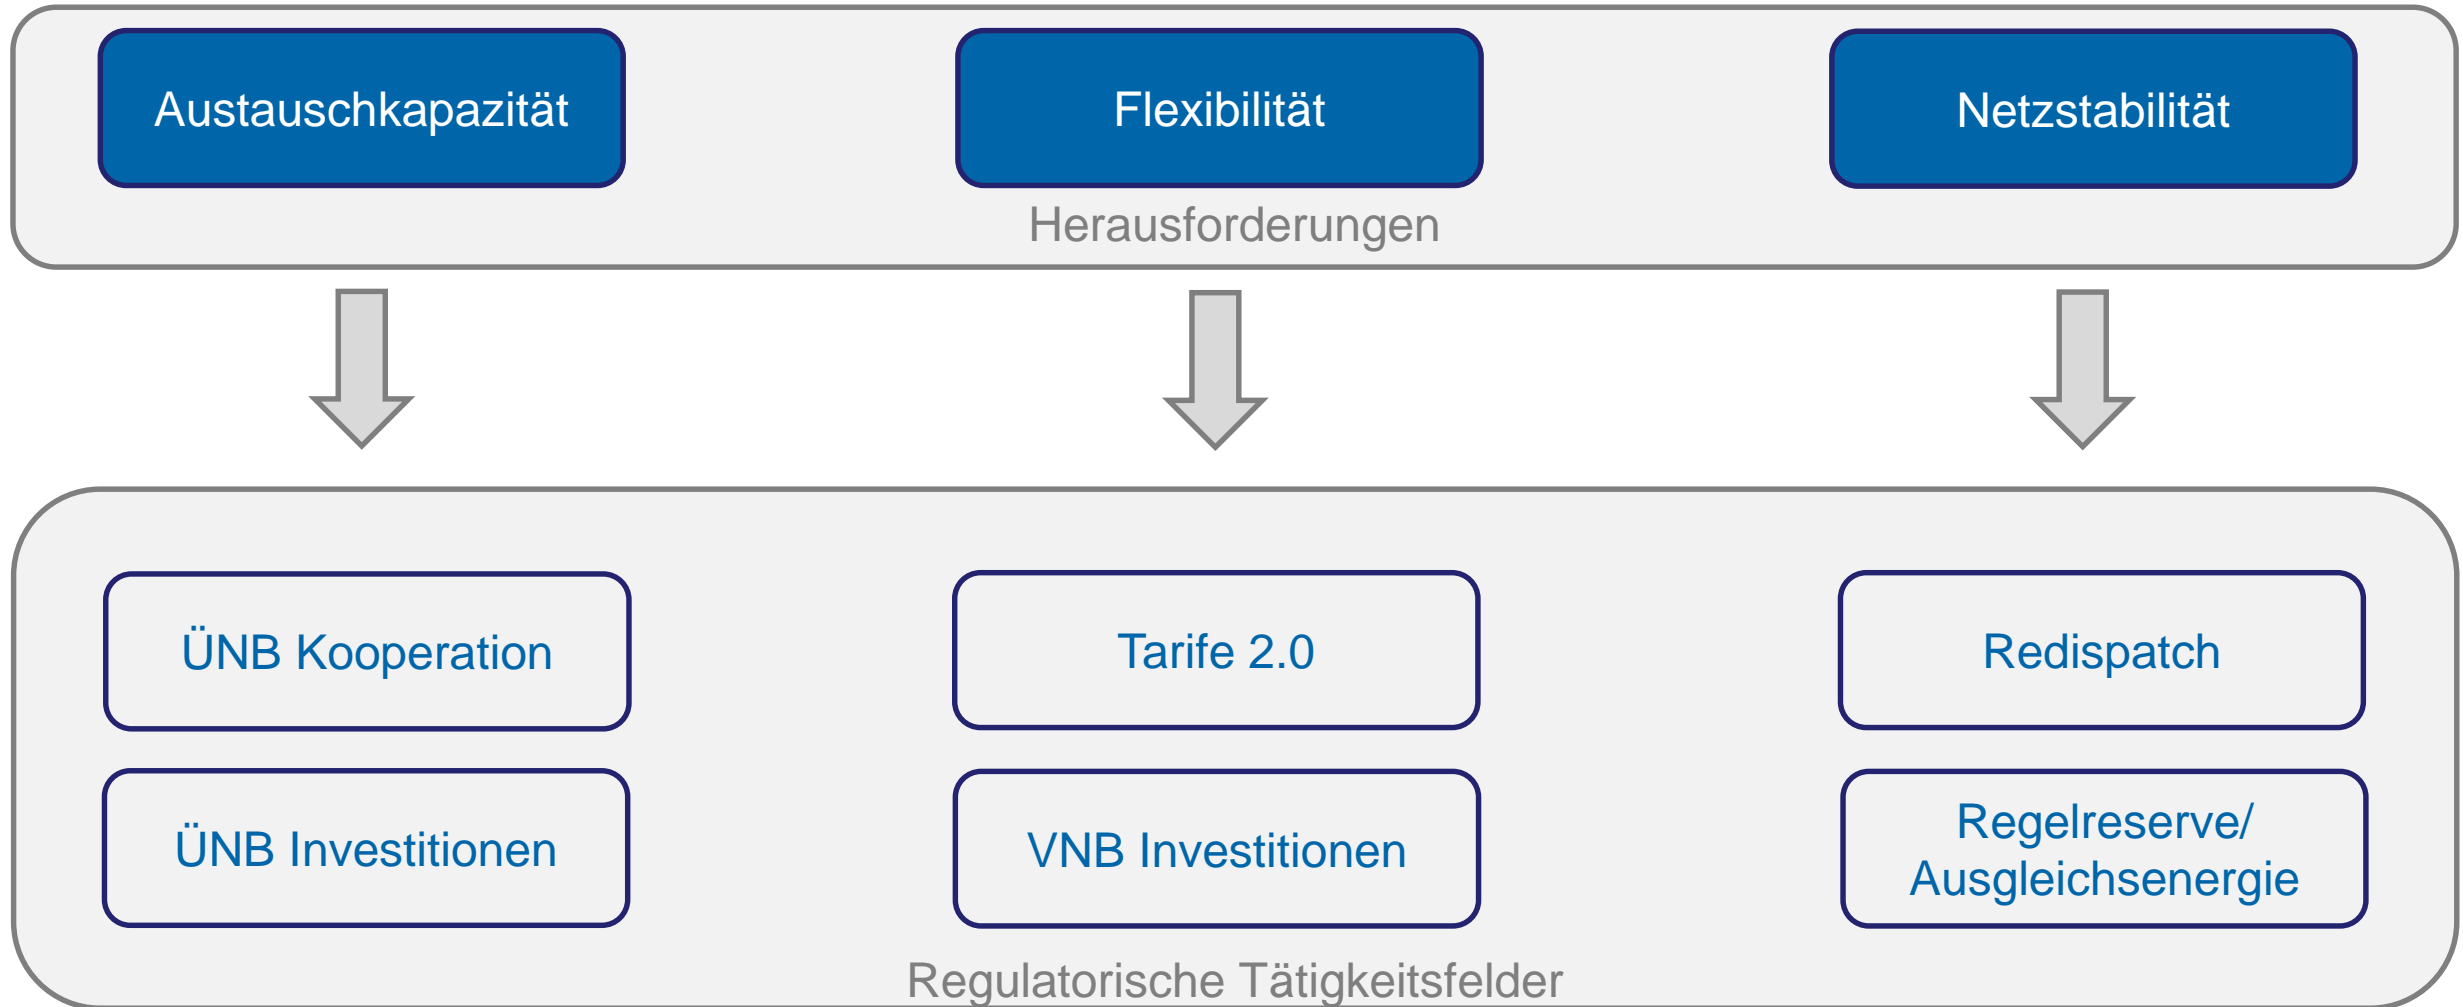 Austauschkapazität
Flexibilität
Netzstabilität
Herausforderungen
ÜNB Kooperation
Tarife 2.0
Redispatch
ÜNB Investitionen
VNB Investitionen
Regelreserve/
Ausgleichsenergie
Regulatorische Tätigkeitsfelder